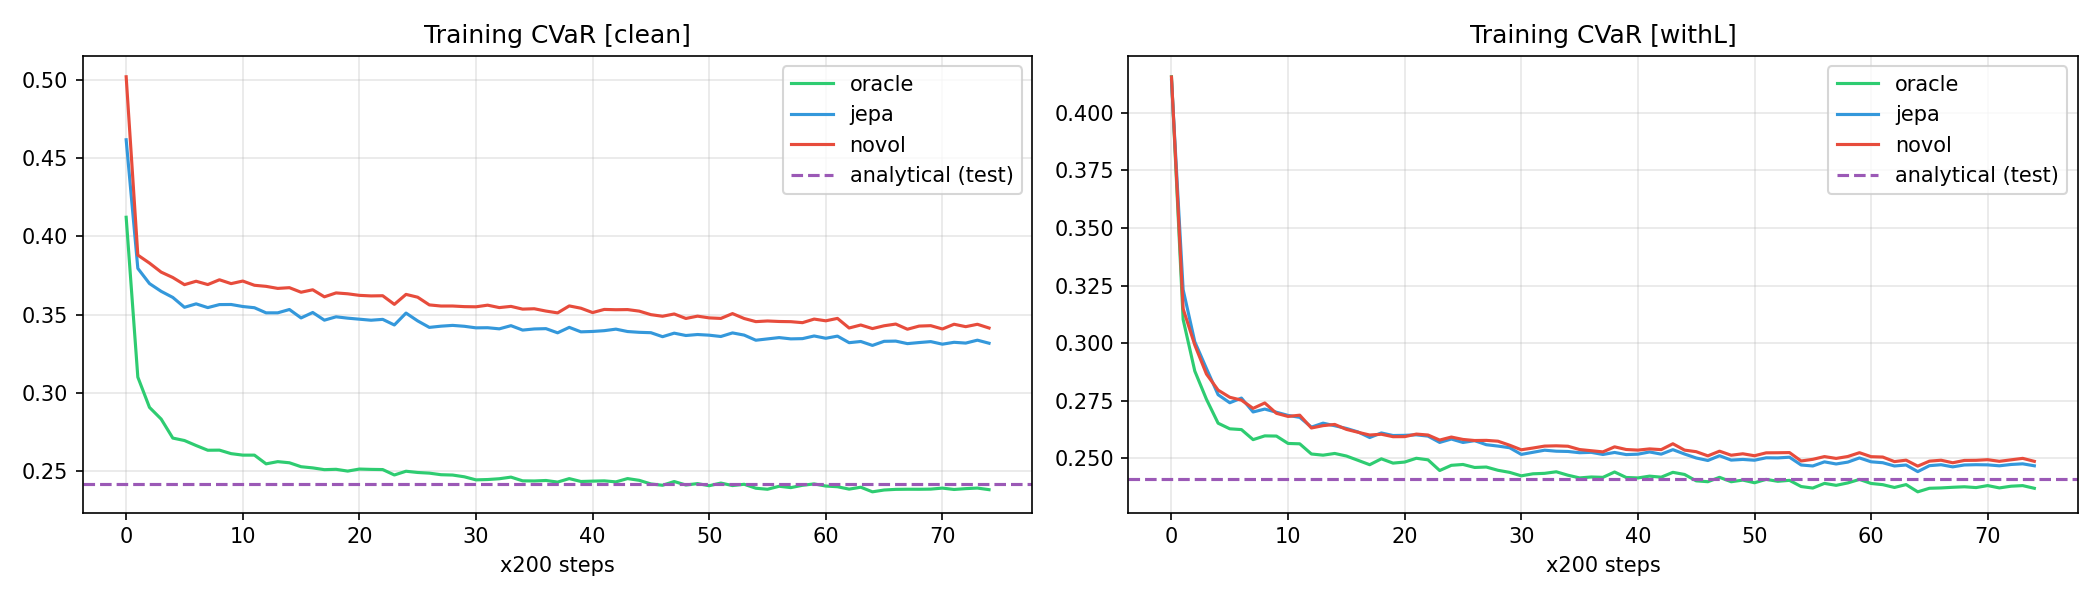 Training CVaR [clean]
0.50
0.45
0.40
0.35
0.30
0.25
oracle
jepa
novol
analytical (test)
0 10 20 30 40 50 60 70
x200 steps
Training CVaR [withL]
0.400
0.375
0.350
0.325
0.300
0.275
0.250
oracle
jepa
novol
analytical (test)
0 10 20 30 40 50 60 70
x200 steps